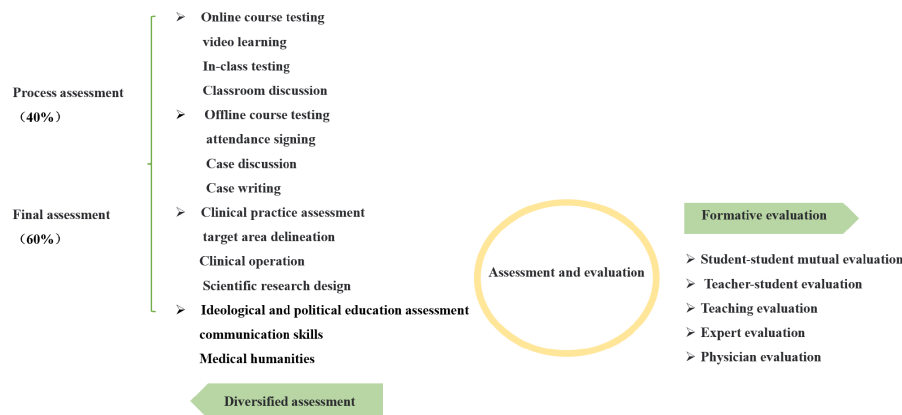 Process assessment
（40%）
Final assessment
（60%）
➢ Online course testing
video learning
In-class testing
Classroom discussion
➢ Offline course testing
attendance signing
Case discussion
Case writing
➢ Clinical practice assessment
target area delineation
Clinical operation
Scientific research design
➢ Ideological and political education assessment
communication skills
Medical humanities
Diversified assessment
Assessment and evaluation
Formative evaluation
➢ Student-student mutual evaluation
➢ Teacher-student evaluation
➢ Teaching evaluation
➢ Expert evaluation
➢ Physician evaluation